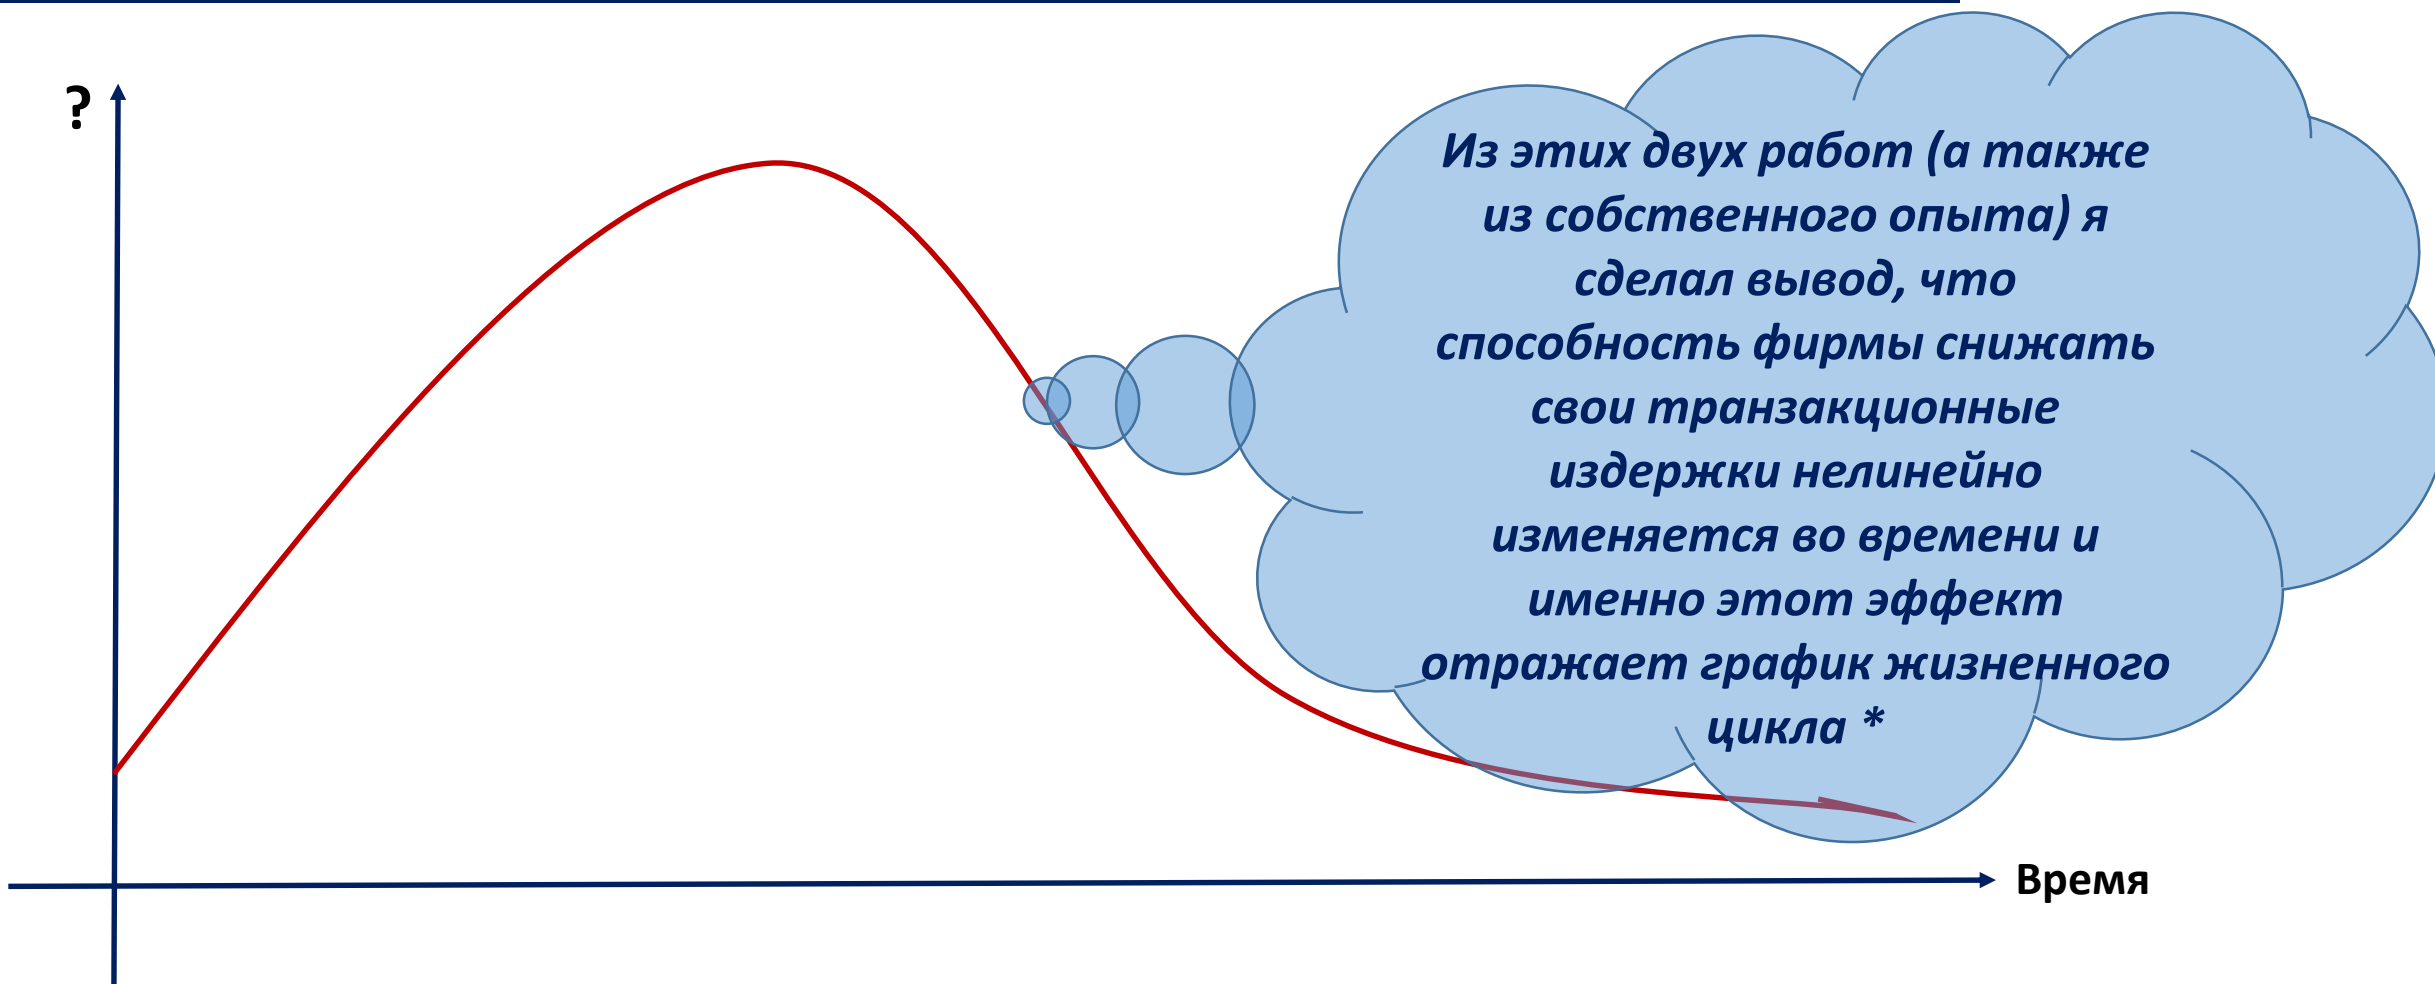 ?
Из этих двух работ (а также
из собственного опыта) я
сделал вывод, что
способность фирмы снижать
свои транзакционные
издержки нелинейно
изменяется во времени и
именно этот эффект
отражает график жизненного
цикла *
Время